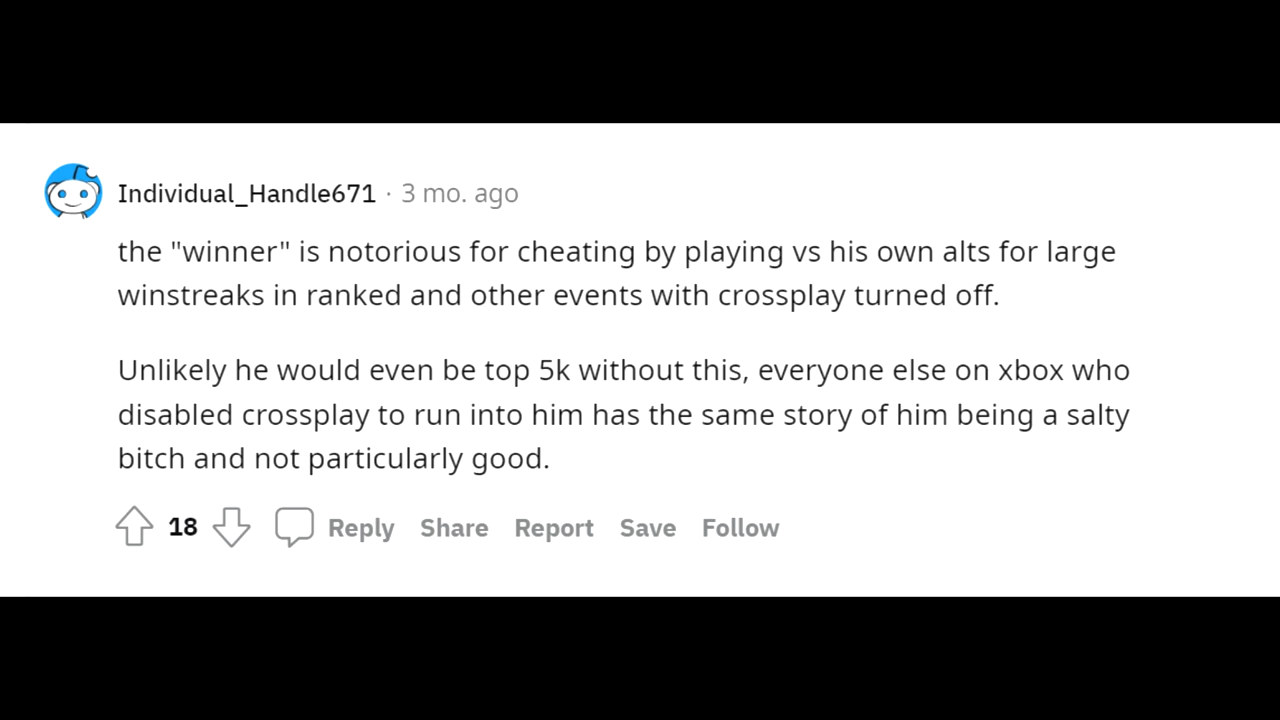 Individual_Handle671 · 3 mo. ago
the "winner" is notorious for cheating by playing vs his own alts for large
winstreaks in ranked and other events with crossplay turned off.
Unlikely he would even be top 5k without this, everyone else on xbox who
disabled crossplay to run into him has the same story of him being a salty
bitch and not particularly good.
18 Reply Share Report Save Follow